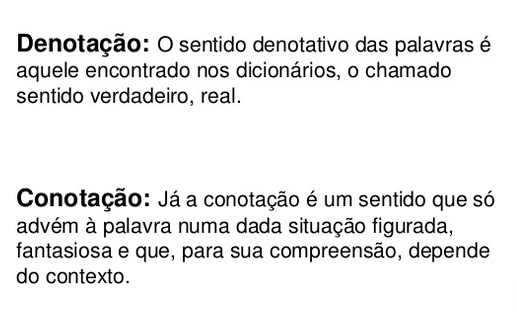 Denotação: O sentido denotativo das palavras é
aquele encontrado nos dicionários, o chamado
sentido verdadeiro, real.
Conotação: Já a conotação é um sentido que só
advém à palavra numa dada situação figurada,
fantasiosa e que, para sua compreensão, depende
do contexto.